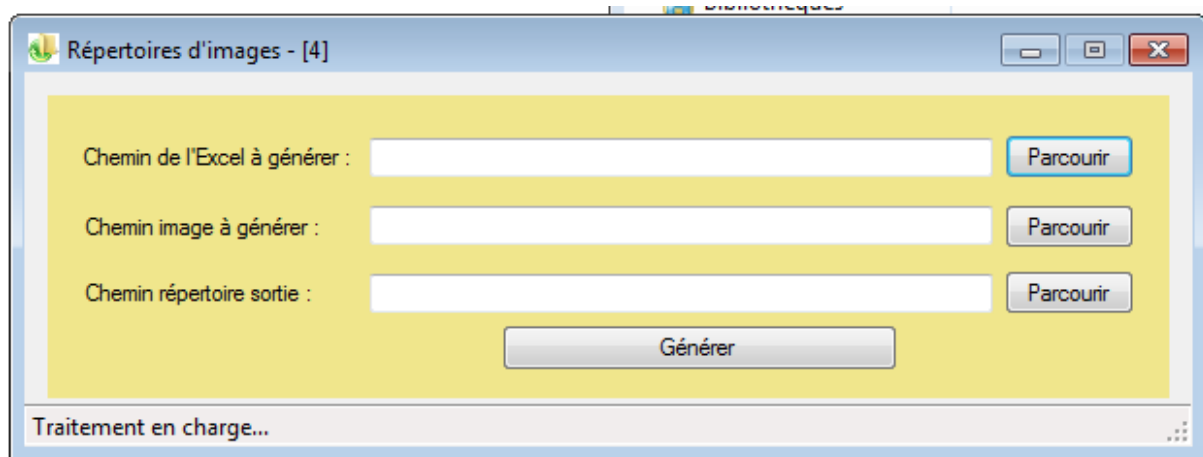 Bibliothèques
Répertoires d'images - [4]
Chemin de l'Excel à générer : Parcourir
Chemin image à générer : Parcourir
Chemin répertoire sortie : Parcourir
Générer
Traitement en charge...